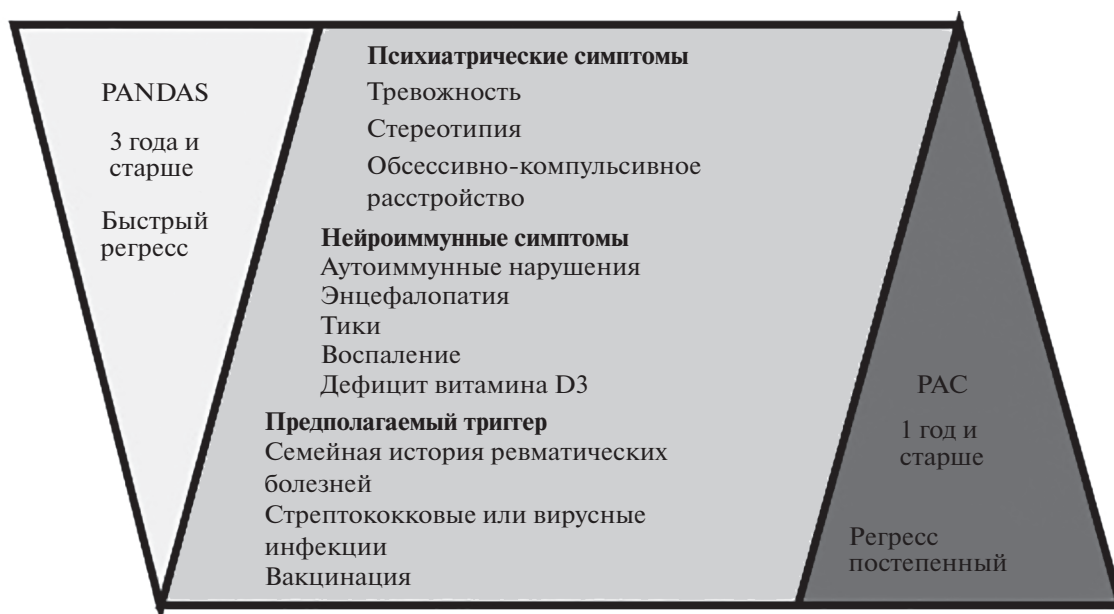 PANDAS
3 года и
старше
Быстрый
регресс
Психиатрические симптомы
Тревожность
Стереотипия
Обсессивно-компульсивное
расстройство
Нейроиммунные симптомы
Аутоиммунные нарушения
Энцефалопатия
Тики
Воспаление
Дефицит витамина D3
Предполагаемый триггер
Семейная история ревматических
болезней
Стрептококковые или вирусные
инфекции
Вакцинация
РАС
1 год и
старше
Регресс
постепенный